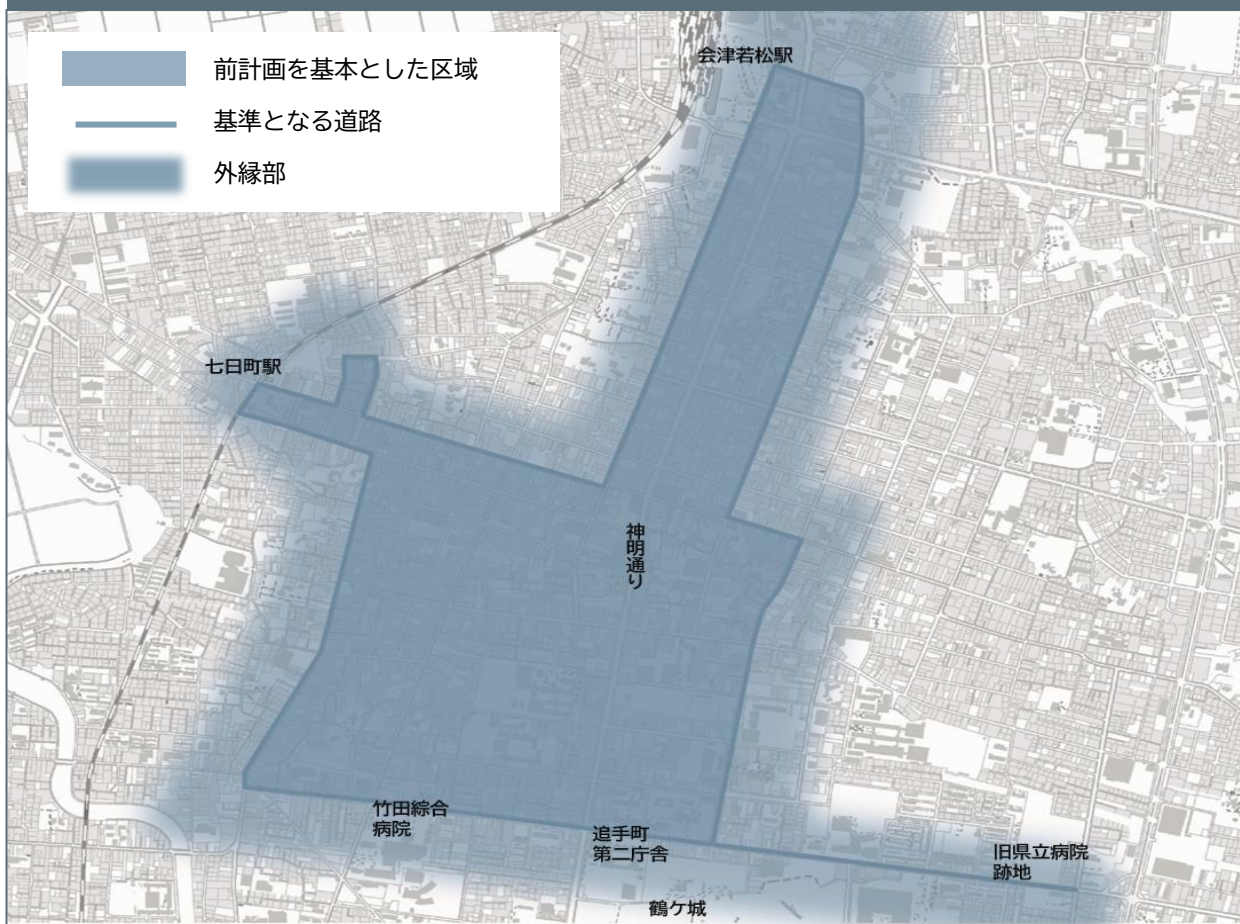 前計画を基本とした区域
基準となる道路
外縁部
会津若松駅
七日町駅
神明通り
竹田綜合
病院
追手町
第二庁舎
旧県立病院
跡地
鶴ケ城